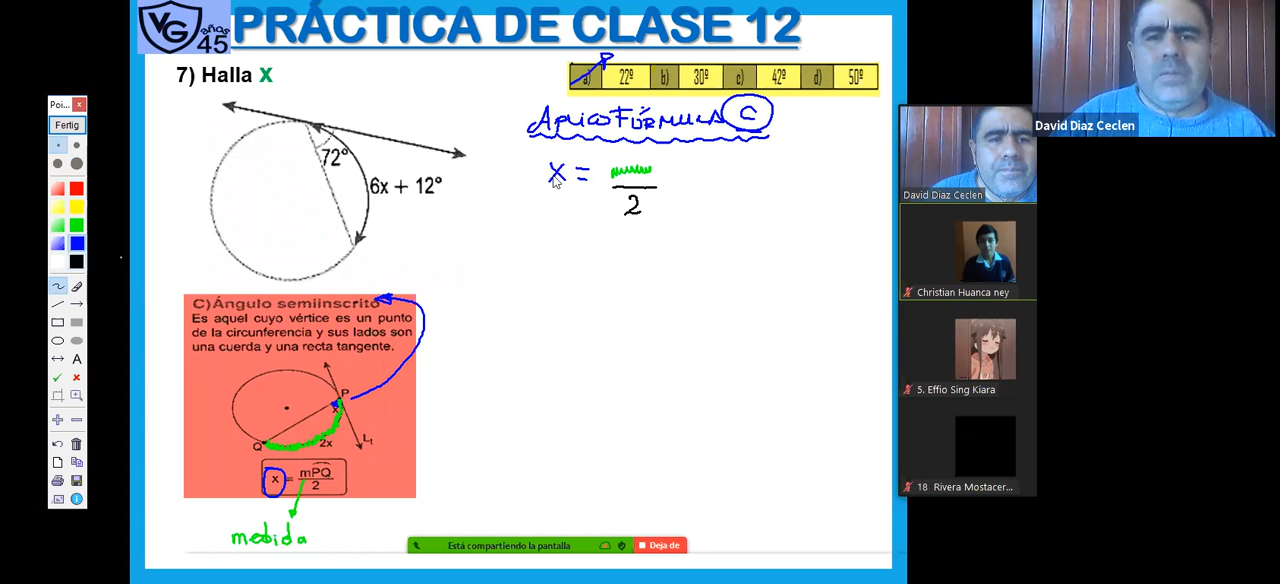 VG años 45
PRÁCTICA DE CLASE 12
7) Halla X
a) 22º b) 30º c) 42º d) 50º
APLICO FÓRMULA C
x = 
2
72°
6x + 12°
C)Ángulo semiinscrito
Es aquel cuyo vértice es un punto
de la circunferencia y sus lados son
una cuerda y una recta tangente.
P
x
Q
2x
L₁
x = mPQ
2
medida
Poi...
Fertig
A
Está compartiendo la pantalla
Deja de
David Diaz Ceclen
David Diaz Ceclen
Christian Huanca ney
5. Effio Sing Kiara
18 Rivera Mostacer...